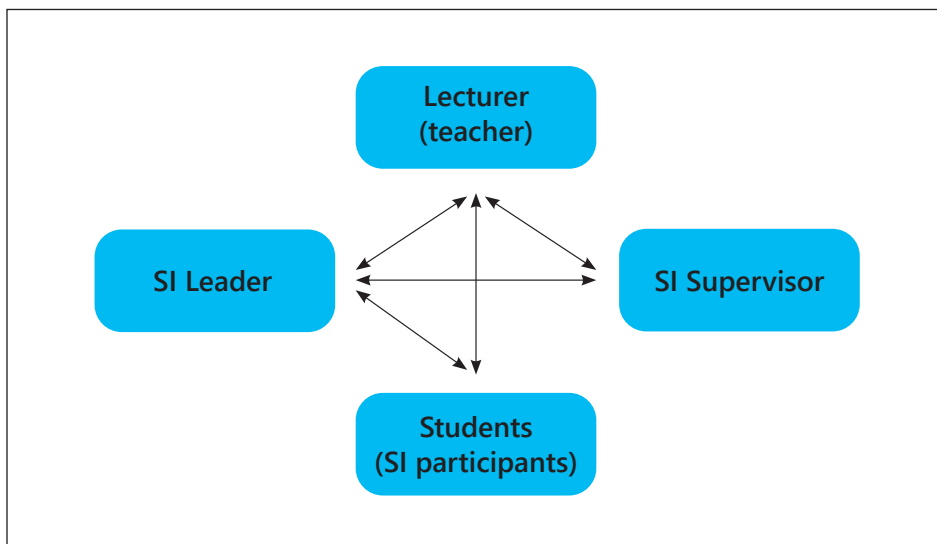 Lecturer
(teacher)
SI Leader
SI Supervisor
Students
(SI participants)